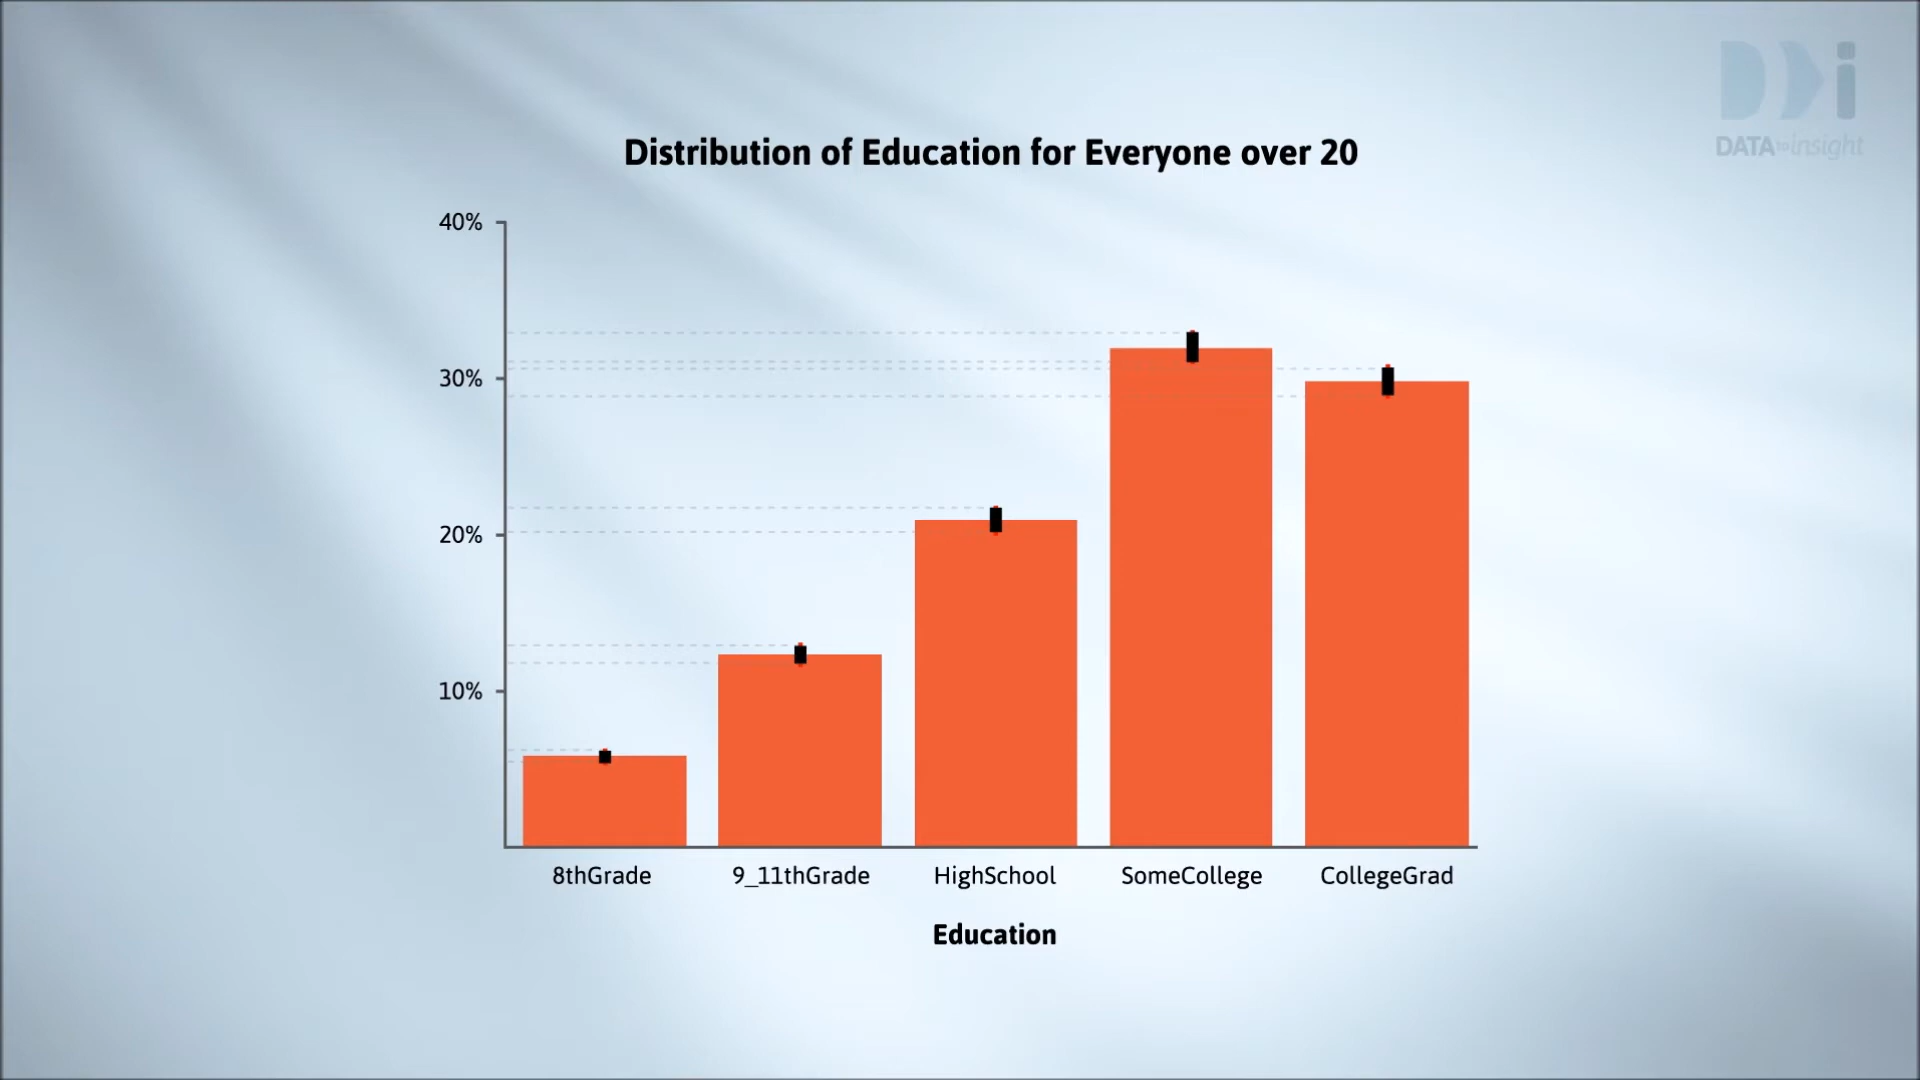 DATA to insight
Distribution of Education for Everyone over 20
40%
30%
20%
10%
8thGrade 9_11thGrade HighSchool SomeCollege CollegeGrad
Education